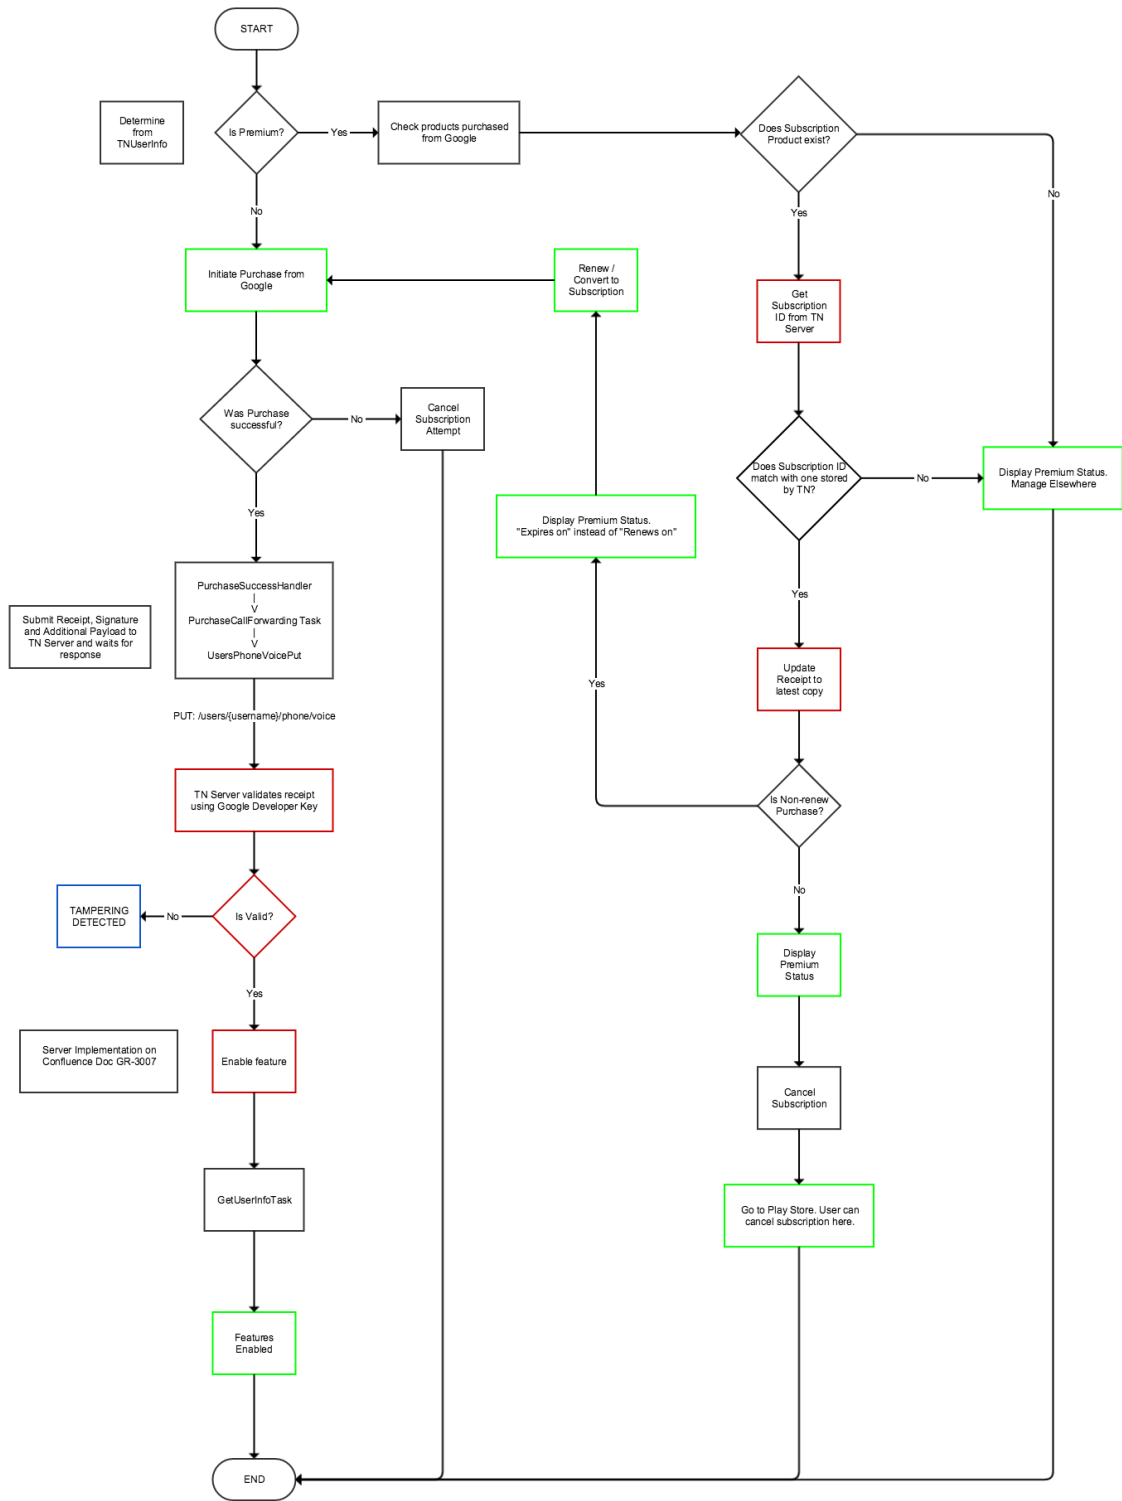 START
Determine
from
TNUserInfo
Is Premium?
Yes
Check products purchased
from Google
Does Subscription
Product exist?
No
Yes
No
Initiate Purchase from
Google
Renew /
Convert to
Subscription
Get
Subscription
ID from TN
Server
Was Purchase
successful?
No
Cancel
Subscription
Attempt
Does Subscription ID
match with one stored
by TN?
No
Display Premium Status.
Manage Elsewhere
Yes
Display Premium Status.
"Expires on" instead of "Renews on"
PurchaseSuccessHandler
|
V
PurchaseCallForwarding Task
|
V
UsersPhoneVoicePut
Yes
Submit Receipt, Signature
and Additional Payload to
TN Server and waits for
response
Update
Receipt to
latest copy
Yes
PUT: /users/{username}/phone/voice
TN Server validates receipt
using Google Developer Key
Is Non-renew
Purchase?
No
TAMPERING
DETECTED
No
Is Valid?
Display
Premium
Status
Yes
Server Implementation on
Confluence Doc GR-3007
Enable feature
Cancel
Subscription
GetUserInfoTask
Go to Play Store. User can
cancel subscription here.
Features
Enabled
END